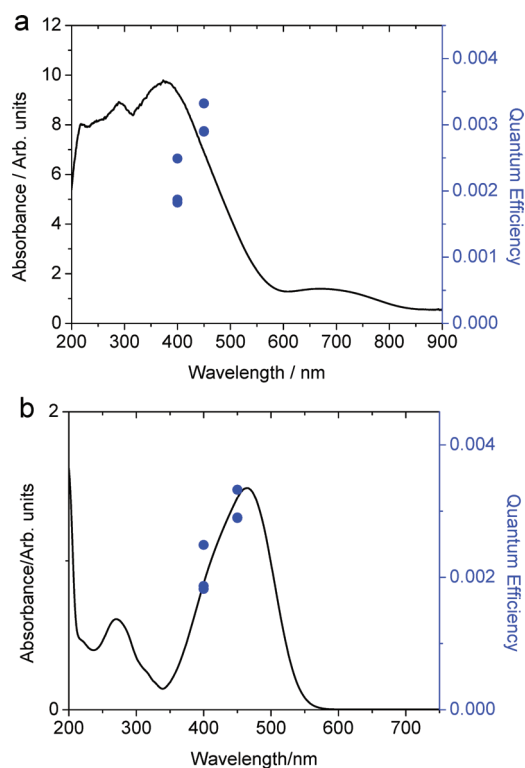 a
12
10
8
6
4
2
0
Absorbance / Arb. units
200 300 400 500 600 700 800 900
Wavelength / nm
0.004
0.003
0.002
0.001
0.000
Quantum Efficiency
b
2
1
0
Absorbance/Arb. units
200 300 400 500 600 700
Wavelength/nm
0.004
0.002
0.000
Quantum Efficiency